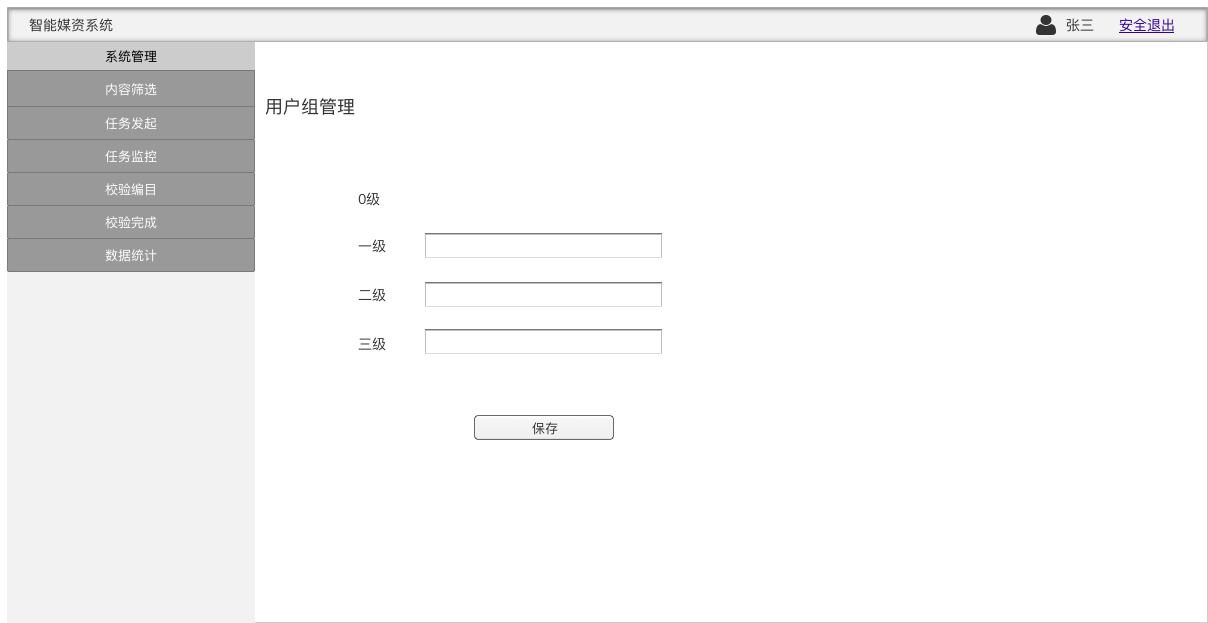 智能媒资系统
张三
安全退出
系统管理
内容筛选
任务发起
任务监控
校验编目
校验完成
数据统计
用户组管理
0级
一级
二级
三级
保存